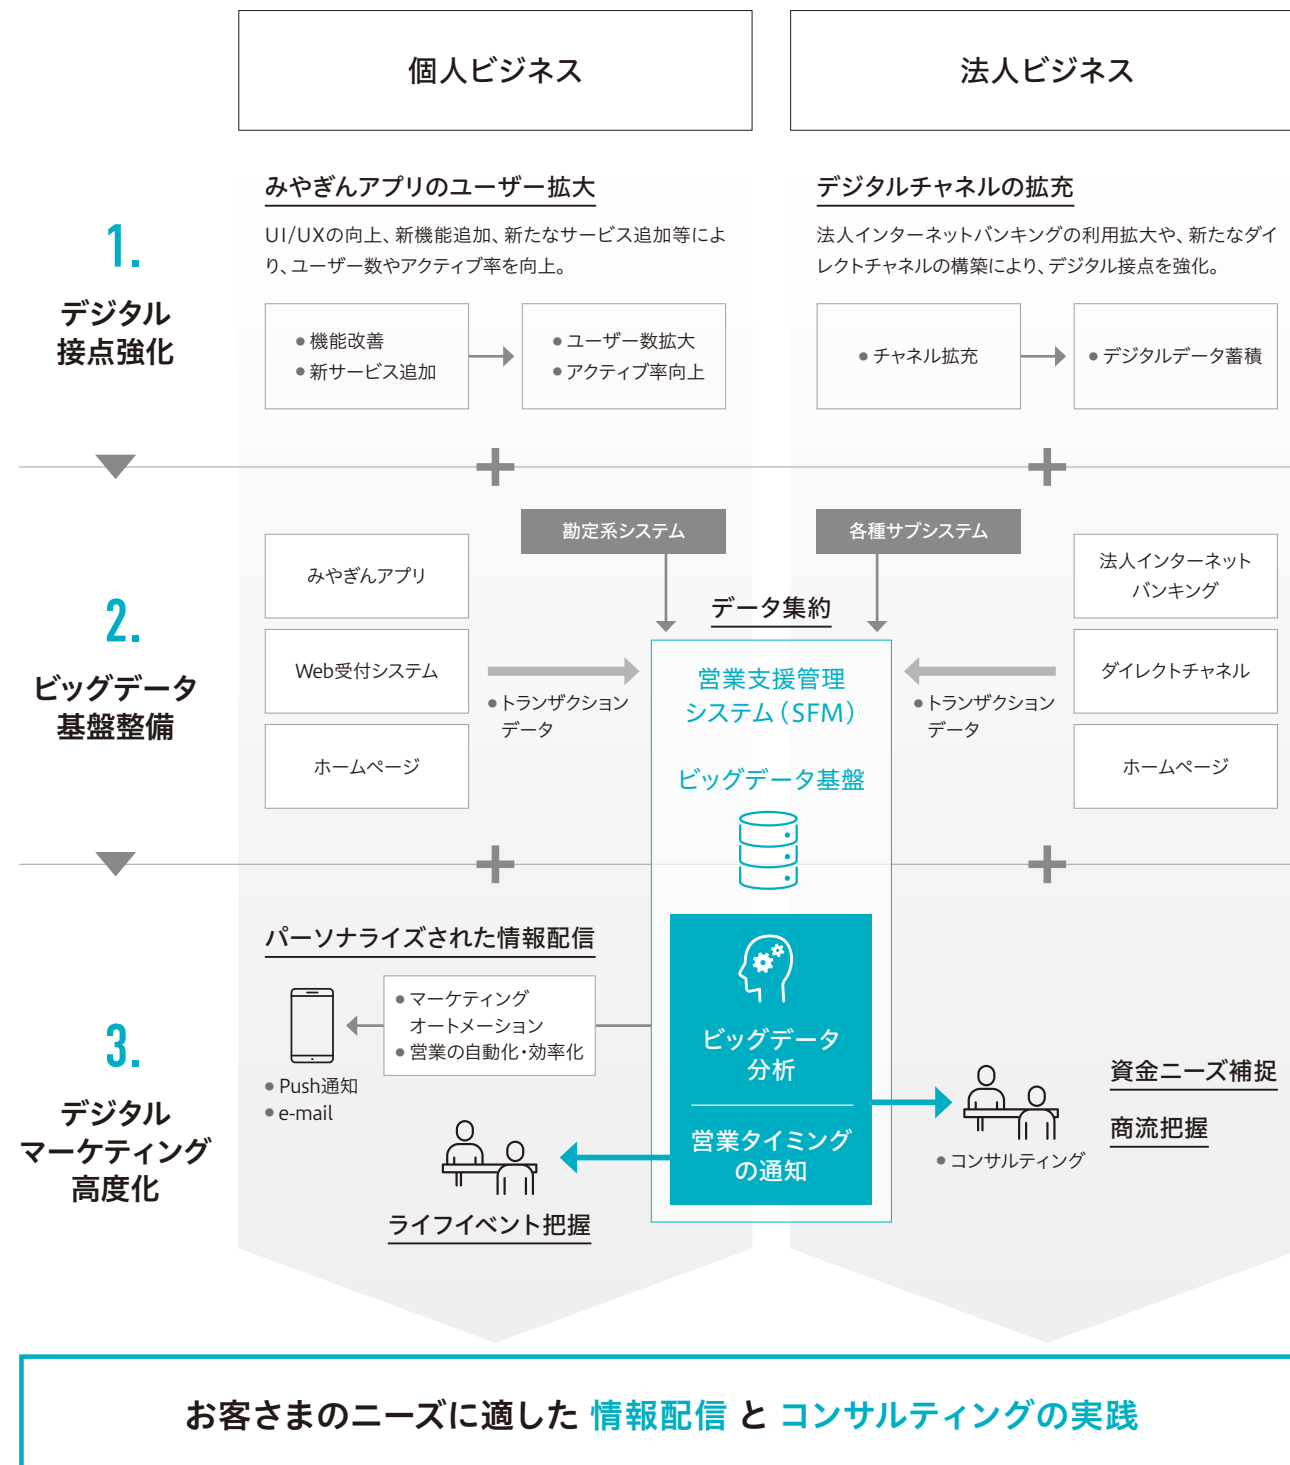 個人ビジネス
法人ビジネス
1.
デジタル
接点強化
みやぎんアプリのユーザー拡大
UI/UXの向上、新機能追加、新たなサービス追加等によ
り、ユーザー数やアクティブ率を向上。
●機能改善
●新サービス追加
●ユーザー数拡大
●アクティブ率向上
デジタルチャネルの拡充
法人インターネットバンキングの利用拡大や、新たなダイ
レクトチャネルの構築により、デジタル接点を強化。
●チャネル拡充
●デジタルデータ蓄積
2.
ビッグデータ
基盤整備
みやぎんアプリ
Web受付システム
ホームページ
勘定系システム
各種サブシステム
データ集約
●トランザクション
データ
営業支援管理
システム（SFM）
ビッグデータ基盤
●トランザクション
データ
法人インターネット
バンキング
ダイレクトチャネル
ホームページ
3.
デジタル
マーケティング
高度化
パーソナライズされた情報配信
●マーケティング
オートメーション
●営業の自動化・効率化
●Push通知
●e-mail
ライフイベント把握
ビッグデータ
分析
営業タイミング
の通知
●コンサルティング
資金ニーズ補捉
商流把握
お客さまのニーズに適した 情報配信 と コンサルティングの実践